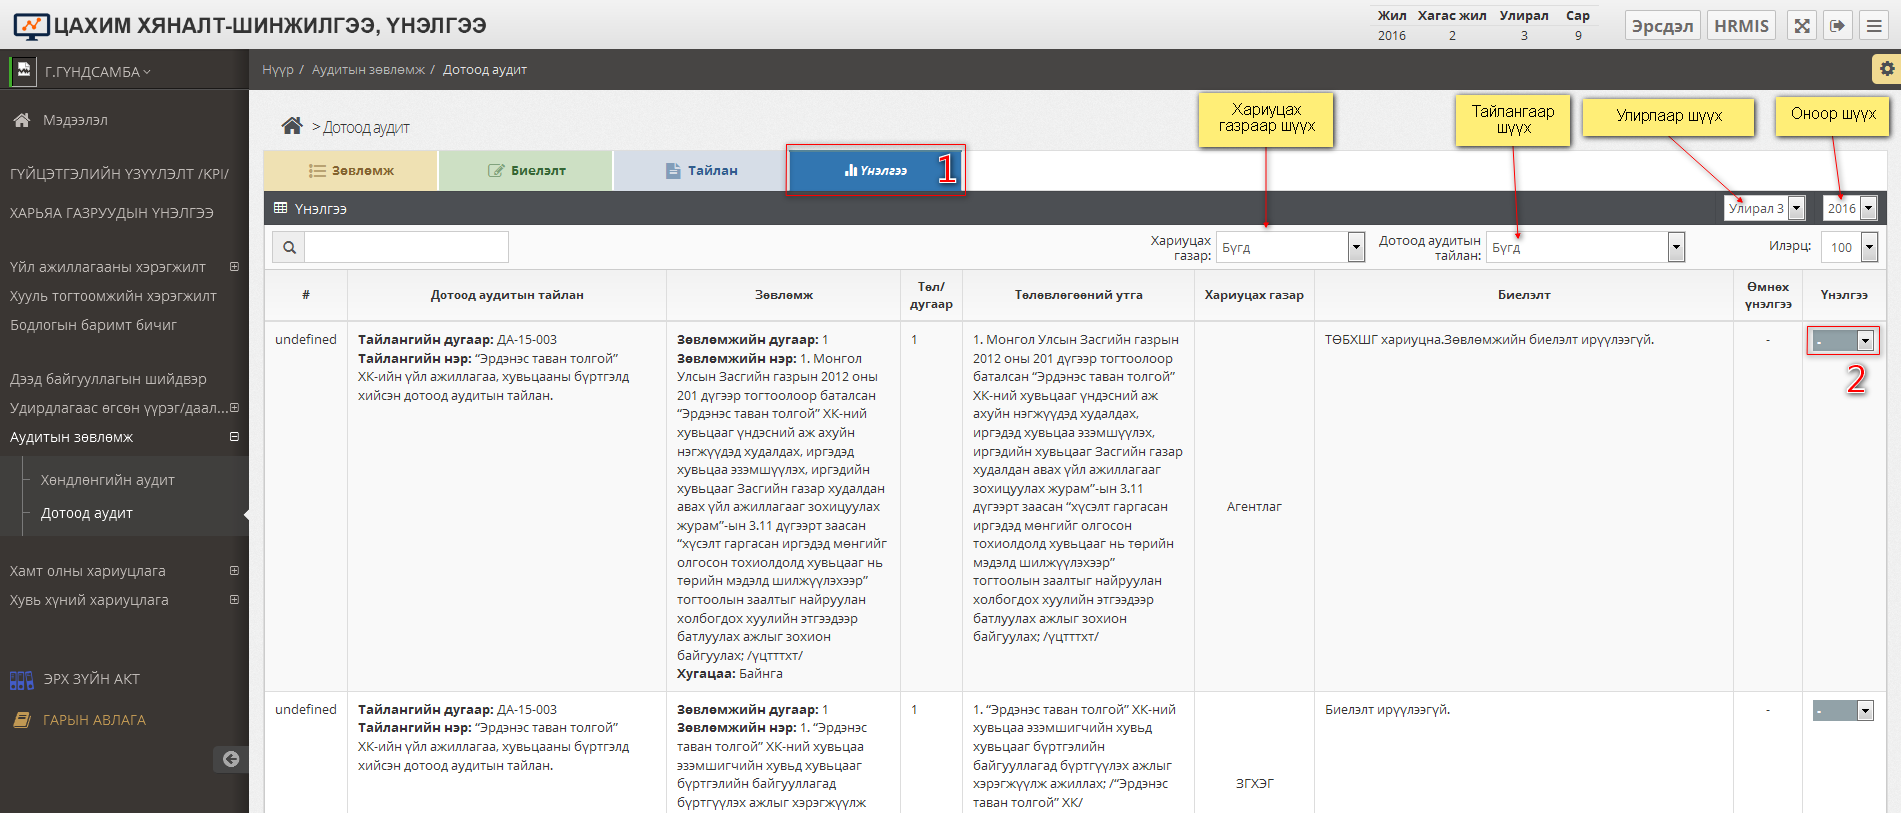 ЦАХИМ ХЯНАЛТ-ШИНЖИЛГЭЭ, ҮНЭЛГЭЭ
Жил Хагас жил Улирал Сар
2016 2 3 9
Эрсдэл HRMIS
Г.ГҮНДСАМБА
Нүүр / Аудитын зөвлөмж / Дотоод аудит
Мэдээлэл
ГҮЙЦЭТГЭЛИЙН ҮЗҮҮЛЭЛТ /KPI/
ХАРЬЯА ГАЗРУУДЫН ҮНЭЛГЭЭ
Үйл ажиллагааны хэрэгжилт
Хууль тогтоомжийн хэрэгжилт
Бодлогын баримт бичиг
Дээд байгууллагын шийдвэр
Удирдлагаас өгсөн үүрэг/даал...
Аудитын зөвлөмж
Хөндлөнгийн аудит
Дотоод аудит
Хамт олны хариуцлага
Хувь хүний хариуцлага
ЭРХ ЗҮЙН АКТ
ГАРЫН АВЛАГА
> Дотоод аудит
Хариуцах
газраар шүүх
Тайлангаар
шүүх
Улирлаар шүүх
Оноор шүүх
Зөвлөмж
Биелэлт
Тайлан
Үнэлгээ
1
Үнэлгээ
Улирал 3
2016
Хариуцах
газар:
Бүгд
Дотоод аудитын
тайлан:
Бүгд
Илэрц:
100
#
Дотоод аудитын тайлан
Зөвлөмж
Төл/
дугаар
Төлөвлөгөөний утга
Хариуцах газар
Биелэлт
Өмнөх
үнэлгээ
Үнэлгээ
undefined
Тайлангийн дугаар: ДА-15-003
Тайлангийн нэр: “Эрдэнэс таван толгой”
ХК-ийн үйл ажиллагаа, хувьцааны бүртгэлд
хийсэн дотоод аудитын тайлан.
Зөвлөмжийн дугаар: 1
Зөвлөмжийн нэр: 1. Монгол
Улсын Засгийн газрын 2012 оны
201 дүгээр тогтоолоор баталсан
“Эрдэнэс таван толгой” ХК-ний
хувьцааг үндэсний аж ахуйн
нэгжүүдэд худалдах, иргэдэд
хувьцаа эзэмшүүлэх, иргэдийн
хувьцааг Засгийн газар худалдан
авах үйл ажиллагааг зохицуулах
журам”-ын 3.11 дүгээрт заасан
“хүсэлт гаргасан иргэдэд мөнгийг
олгосон тохиолдолд хувьцааг нь
төрийн мэдэлд шилжүүлэхээр”
тогтоолын заалтыг найруулан
холбогдох хуулийн этгээдээр
батлуулах ажлыг зохион
байгуулах; /үцтттхт/
Хугацаа: Байнга
1
1. Монгол Улсын Засгийн газрын
2012 оны 201 дүгээр тогтоолоор
баталсан “Эрдэнэс таван толгой”
ХК-ний хувьцааг үндэсний аж
ахуйн нэгжүүдэд худалдах,
иргэдэд хувьцаа эзэмшүүлэх,
иргэдийн хувьцааг Засгийн газар
худалдан авах үйл ажиллагааг
зохицуулах журам”-ын 3.11
дүгээрт заасан “хүсэлт гаргасан
иргэдэд мөнгийг олгосон
тохиолдолд хувьцааг нь төрийн
мэдэлд шилжүүлэхээр”
тогтоолын заалтыг найруулан
холбогдох хуулийн этгээдээр
батлуулах ажлыг зохион
байгуулах; /үцтттхт/
Агентлаг
ТӨБХШГ хариуцна.Зөвлөмжийн биелэлт ирүүлээгүй.
-
-
2
undefined
Тайлангийн дугаар: ДА-15-003
Тайлангийн нэр: “Эрдэнэс таван толгой”
ХК-ийн үйл ажиллагаа, хувьцааны бүртгэлд
хийсэн дотоод аудитын тайлан.
Зөвлөмжийн дугаар: 1
Зөвлөмжийн нэр: 1. “Эрдэнэс
таван толгой” ХК-ний хувьцаа
эзэмшигчийн хувьд хувьцааг
бүртгэлийн байгууллагад
бүртгүүлэх ажлыг хэрэгжүүлж
1
1. “Эрдэнэс таван толгой” ХК-ний
хувьцаа эзэмшигчийн хувьд
хувьцааг бүртгэлийн
байгууллагад бүртгүүлэх ажлыг
хэрэгжүүлж ажиллах; /“Эрдэнэс
таван толгой” ХК/
ЗГХЭГ
Биелэлт ирүүлээгүй.
-
-